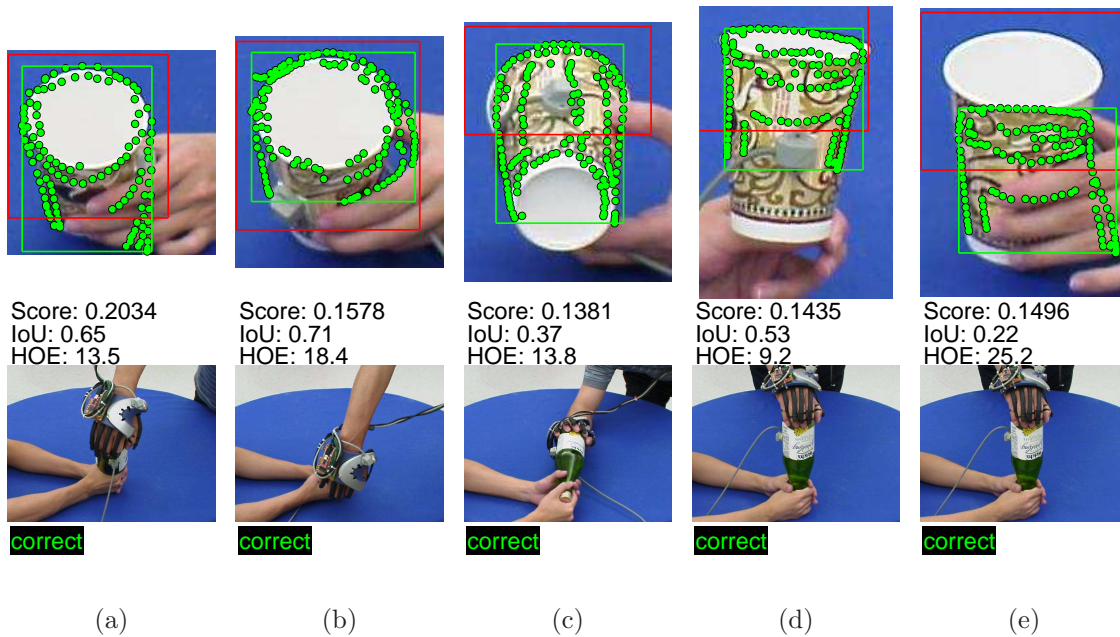 Score: 0.2034
IoU: 0.65
HOE: 13.5
correct
(a)
Score: 0.1578
IoU: 0.71
HOE: 18.4
correct
(b)
Score: 0.1381
IoU: 0.37
HOE: 13.8
correct
(c)
Score: 0.1435
IoU: 0.53
HOE: 9.2
correct
(d)
Score: 0.1496
IoU: 0.22
HOE: 25.2
correct
(e)